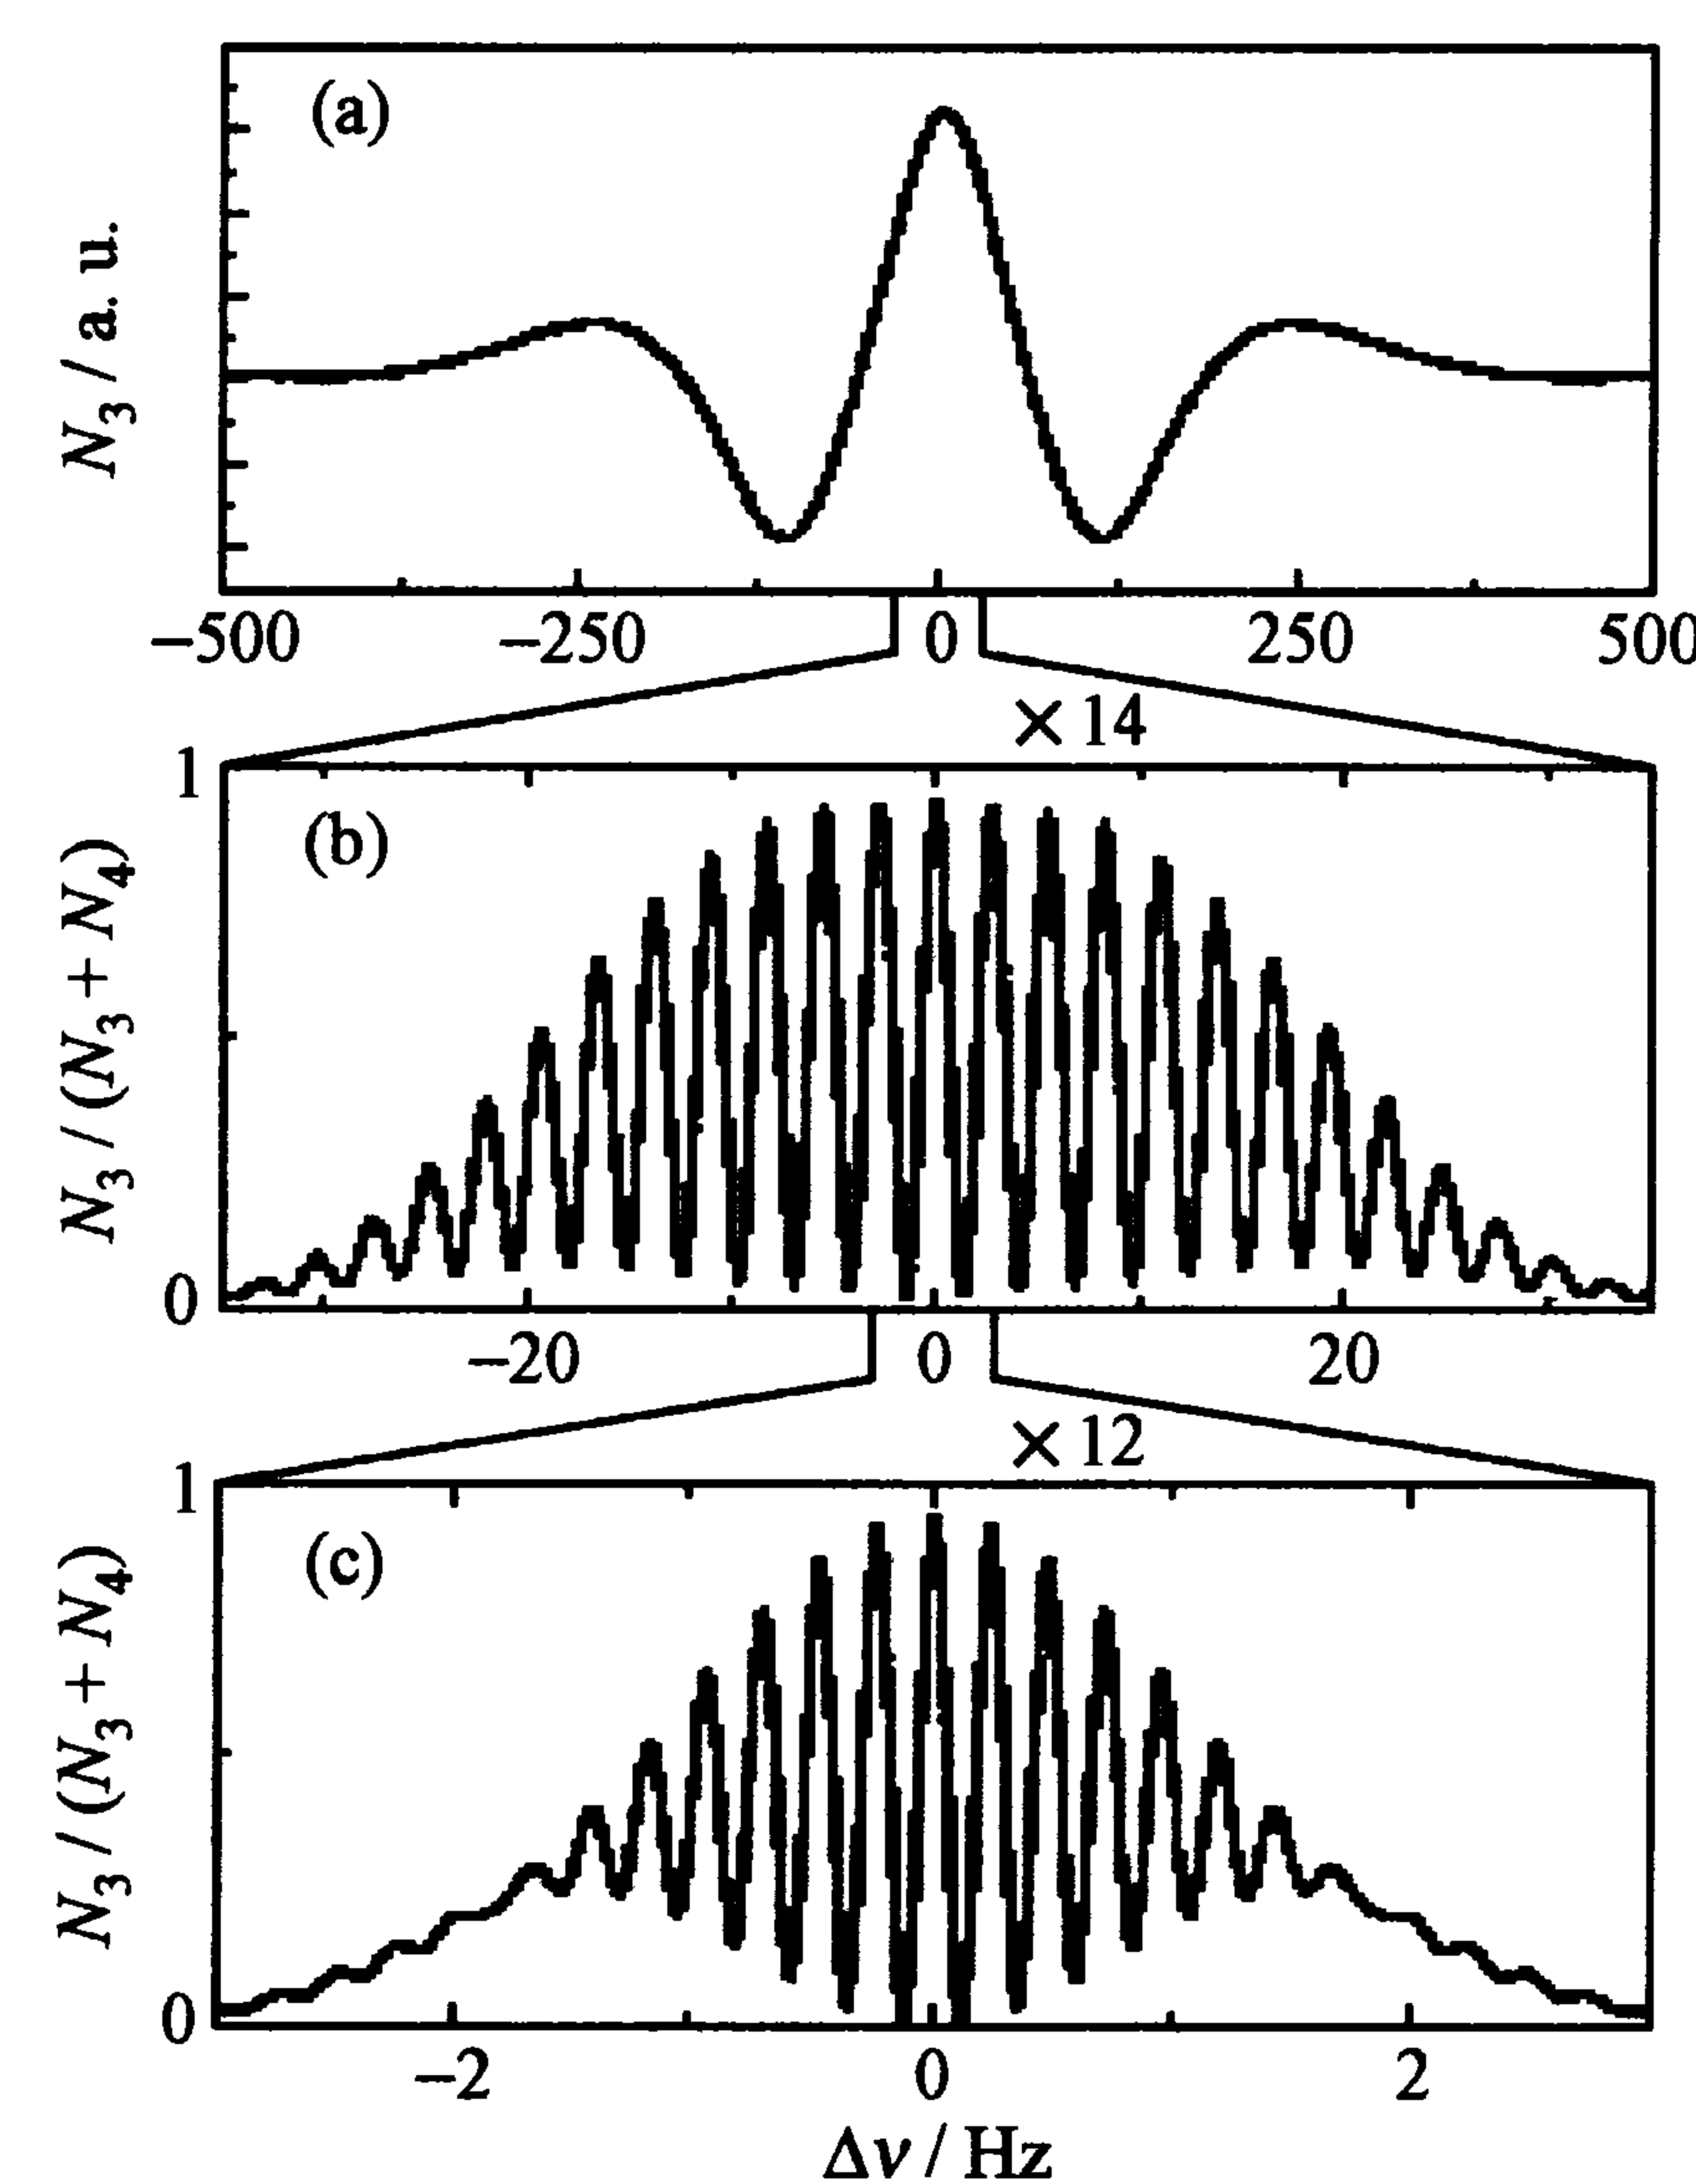 (a)
N₃ / a. u.
−500 −250 0 250 500
× 14
1
(b)
N₃ / (N₃ + N₄)
0
−20 0 20
× 12
1
(c)
N₃ / (N₃ + N₄)
0
−2 0 2
Δν / Hz